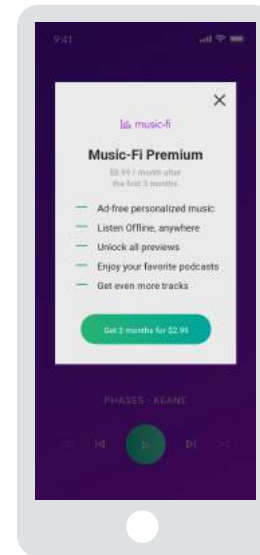 9:41
music-fi
Music-Fi Premium
$8.99 / month after
the first 3 months
Ad-free personalized music
Listen Offline, anywhere
Unlock all previews
Enjoy your favorite podcasts
Get even more tracks
Get 3 months for $2.99
PHASES - KEANE